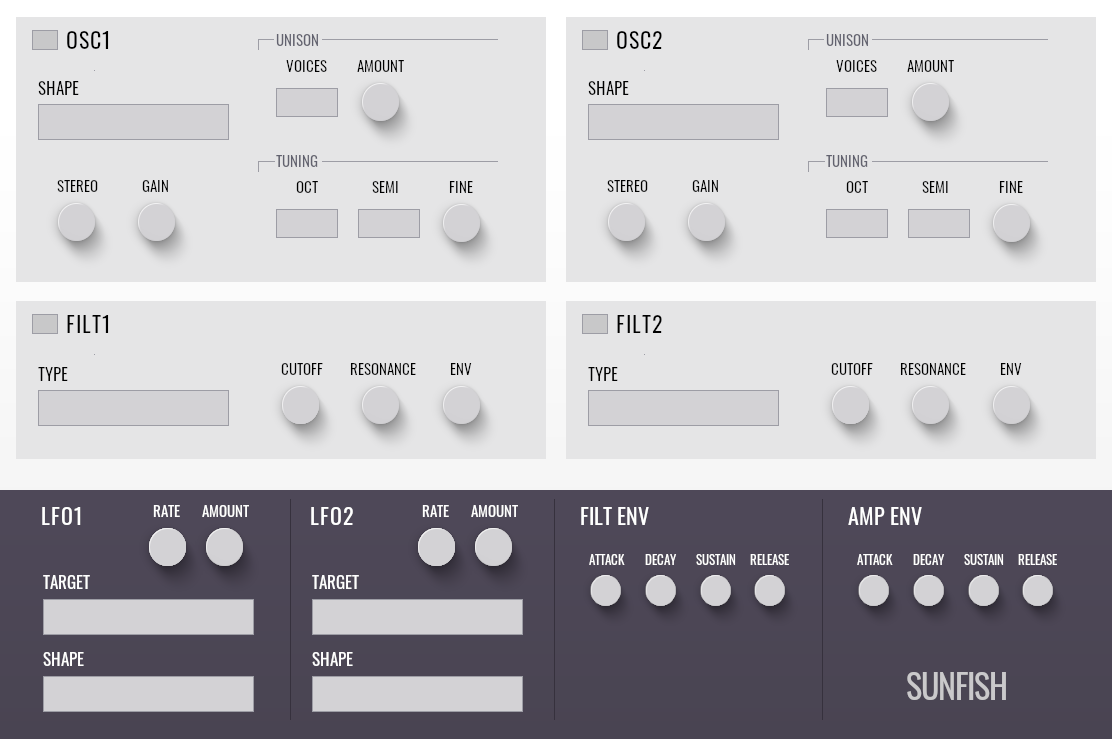 OSC1
UNISON
VOICES AMOUNT
SHAPE
TUNING
STEREO GAIN OCT SEMI FINE
OSC2
UNISON
VOICES AMOUNT
SHAPE
TUNING
STEREO GAIN OCT SEMI FINE
FILT1
TYPE CUTOFF RESONANCE ENV
FILT2
TYPE CUTOFF RESONANCE ENV
LFO1 RATE AMOUNT
TARGET
SHAPE
LFO2 RATE AMOUNT
TARGET
SHAPE
FILT ENV
ATTACK DECAY SUSTAIN RELEASE
AMP ENV
ATTACK DECAY SUSTAIN RELEASE
SUNFISH